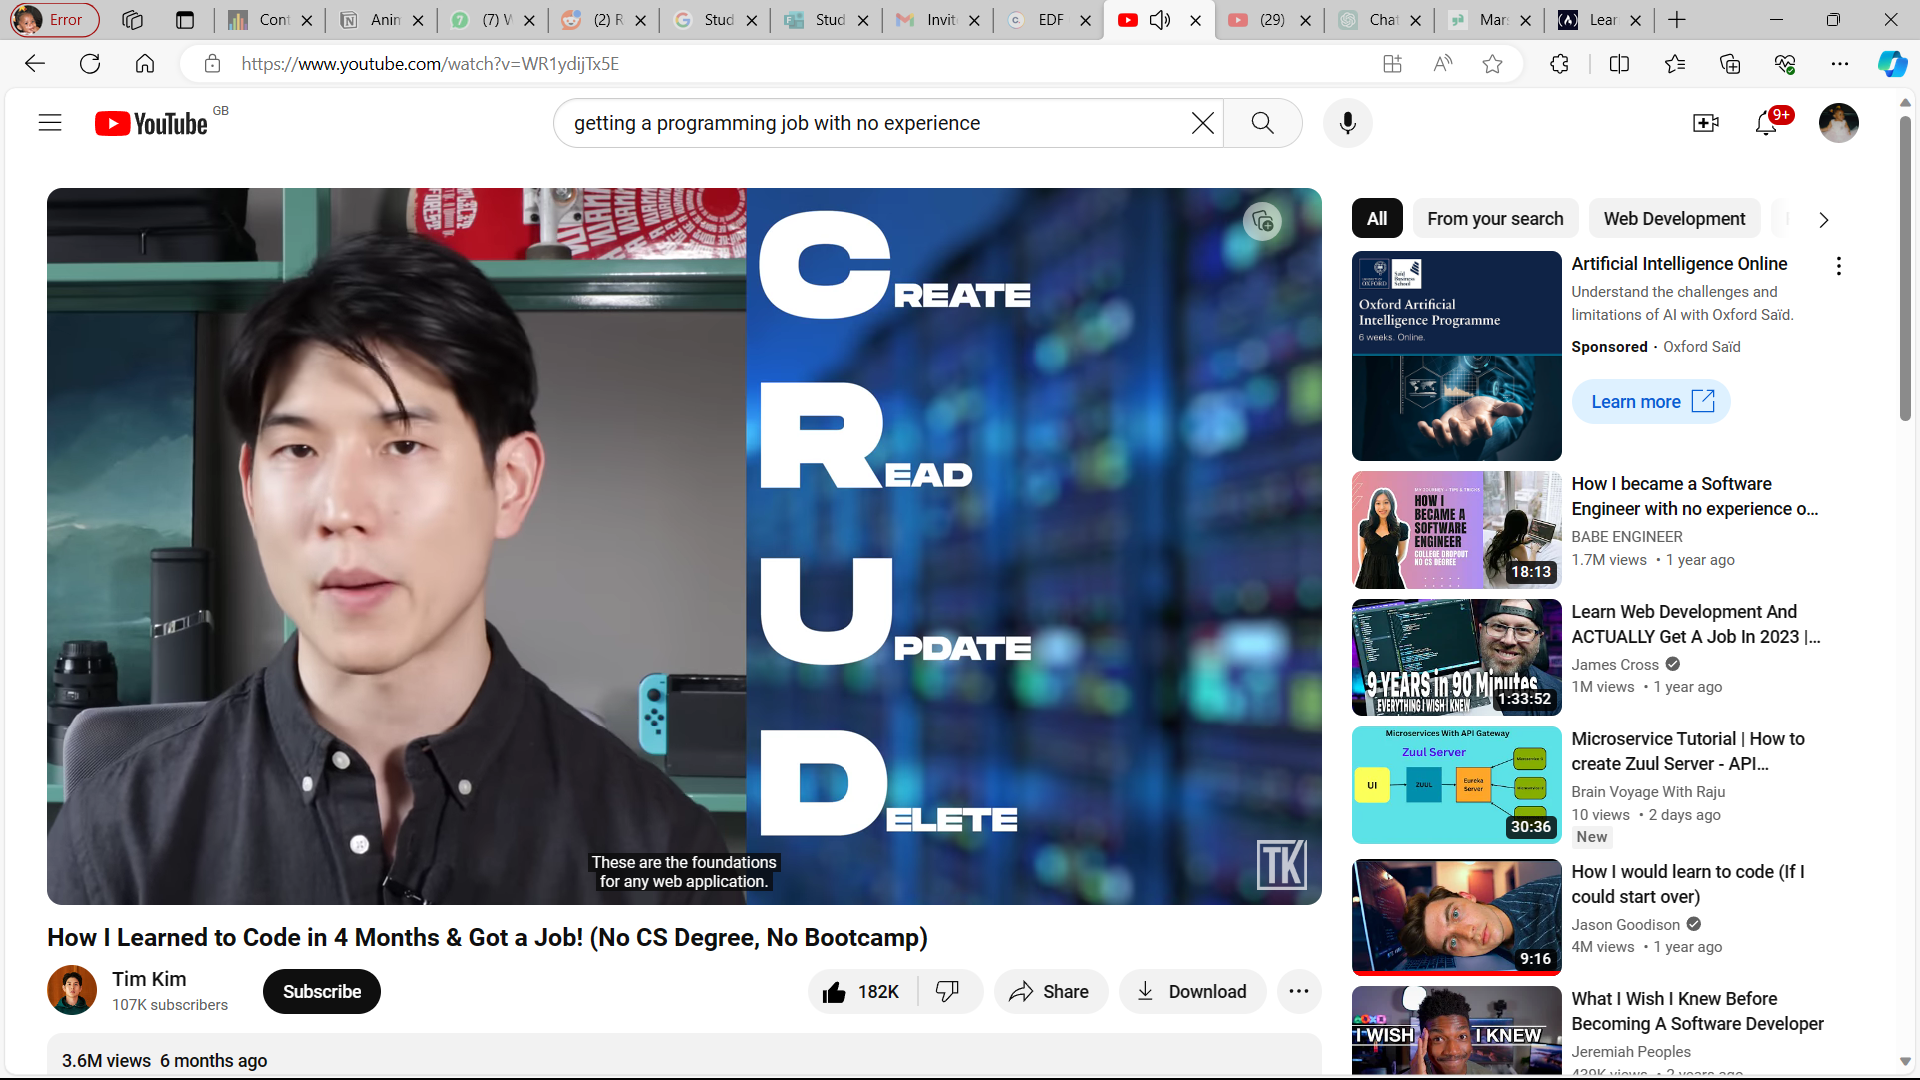 Error
Cont
Anim
(7) W
(2) R
Stud
Stud
Invit
EDF
(29)
Chat
Mar
Lear
https://www.youtube.com/watch?v=WR1ydijTx5E
YouTube
GB
getting a programming job with no experience
9+
CREATE
READ
UPDATE
DELETE
These are the foundations
for any web application.
TK
How I Learned to Code in 4 Months & Got a Job! (No CS Degree, No Bootcamp)
Tim Kim
107K subscribers
Subscribe
182K
Share
Download
3.6M views 6 months ago
All
From your search
Web Development
Oxford Artificial
Intelligence Programme
6 weeks. Online.
Artificial Intelligence Online
Understand the challenges and
limitations of AI with Oxford Saïd.
Sponsored · Oxford Saïd
Learn more
HOW I
BECAME A
SOFTWARE
ENGINEER
COLLEGE DROPOUT
NO CS DEGREE
18:13
How I became a Software
Engineer with no experience o...
BABE ENGINEER
1.7M views • 1 year ago
9 YEARS in 90 Minutes
EVERYTHING I WISH I KNEW
1:33:52
Learn Web Development And
ACTUALLY Get A Job In 2023 |...
James Cross
1M views • 1 year ago
Microservices With API Gateway
Zuul Server
UI
ZUUL
Eureka
Server
30:36
Microservice Tutorial | How to
create Zuul Server - API...
Brain Voyage With Raju
10 views • 2 days ago
New
9:16
How I would learn to code (If I
could start over)
Jason Goodison
4M views • 1 year ago
I WISH
I KNEW
What I Wish I Knew Before
Becoming A Software Developer
Jeremiah Peoples
439K views • 2 years ago